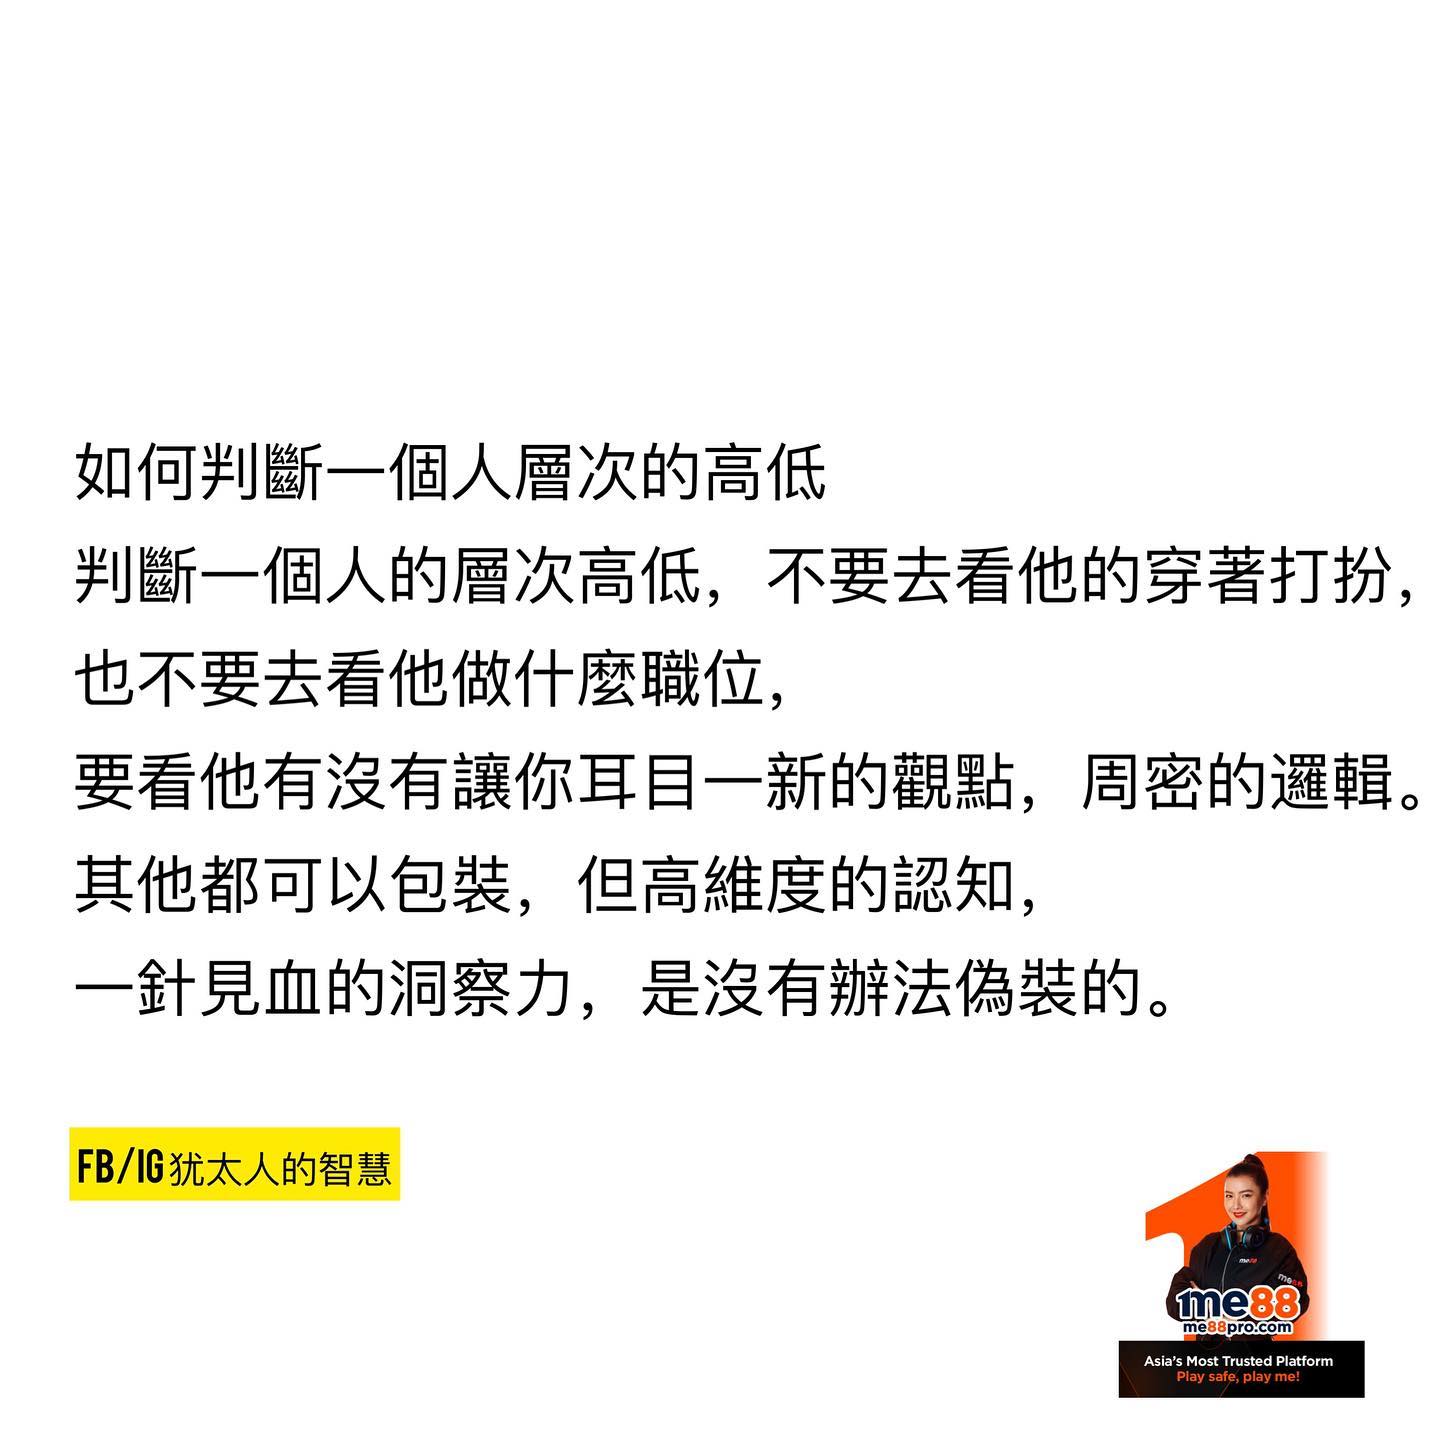 如何判斷一個人層次的高低
判斷一個人的層次高低，不要去看他的穿著打扮，
也不要去看他做什麼職位，
要看他有沒有讓你耳目一新的觀點，周密的邏輯。
其他都可以包裝，但高維度的認知，
一針見血的洞察力，是沒有辦法偽裝的。
FB/IG犹太人的智慧
me88
me88
1me88
me88pro.com
Asia's Most Trusted Platform
Play safe, play me!